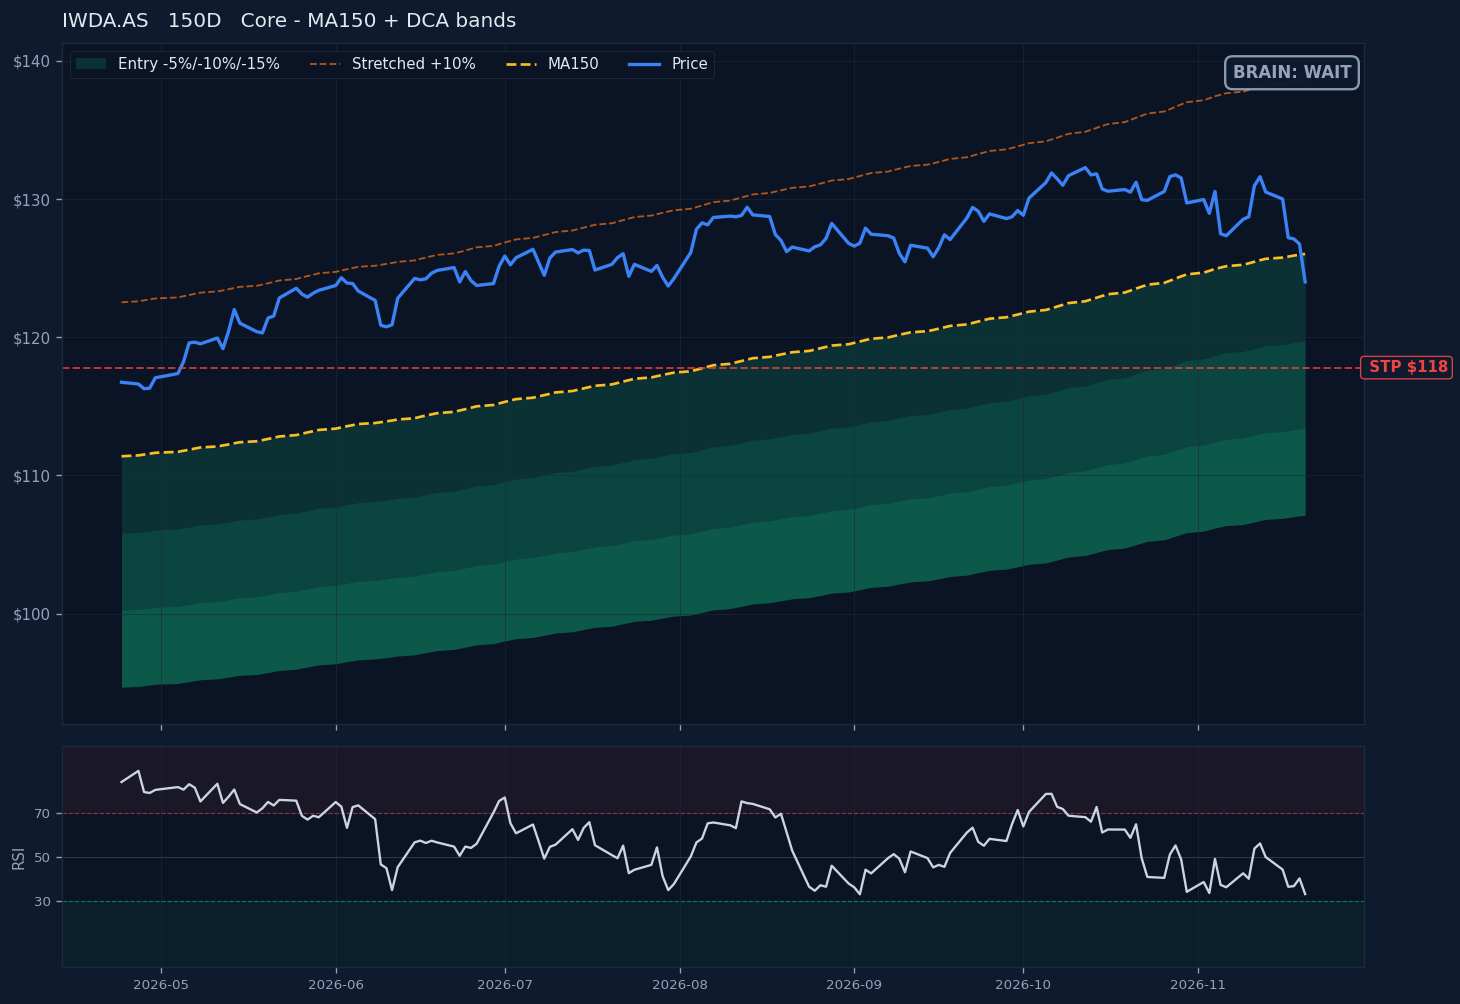 IWDA.AS 150D Core - MA150 + DCA bands
Entry -5%/-10%/-15% Stretched +10% MA150 Price
BRAIN: WAIT
$140
$130
$120
$110
$100
STP $118
70
50
30
RSI
2026-05 2026-06 2026-07 2026-08 2026-09 2026-10 2026-11